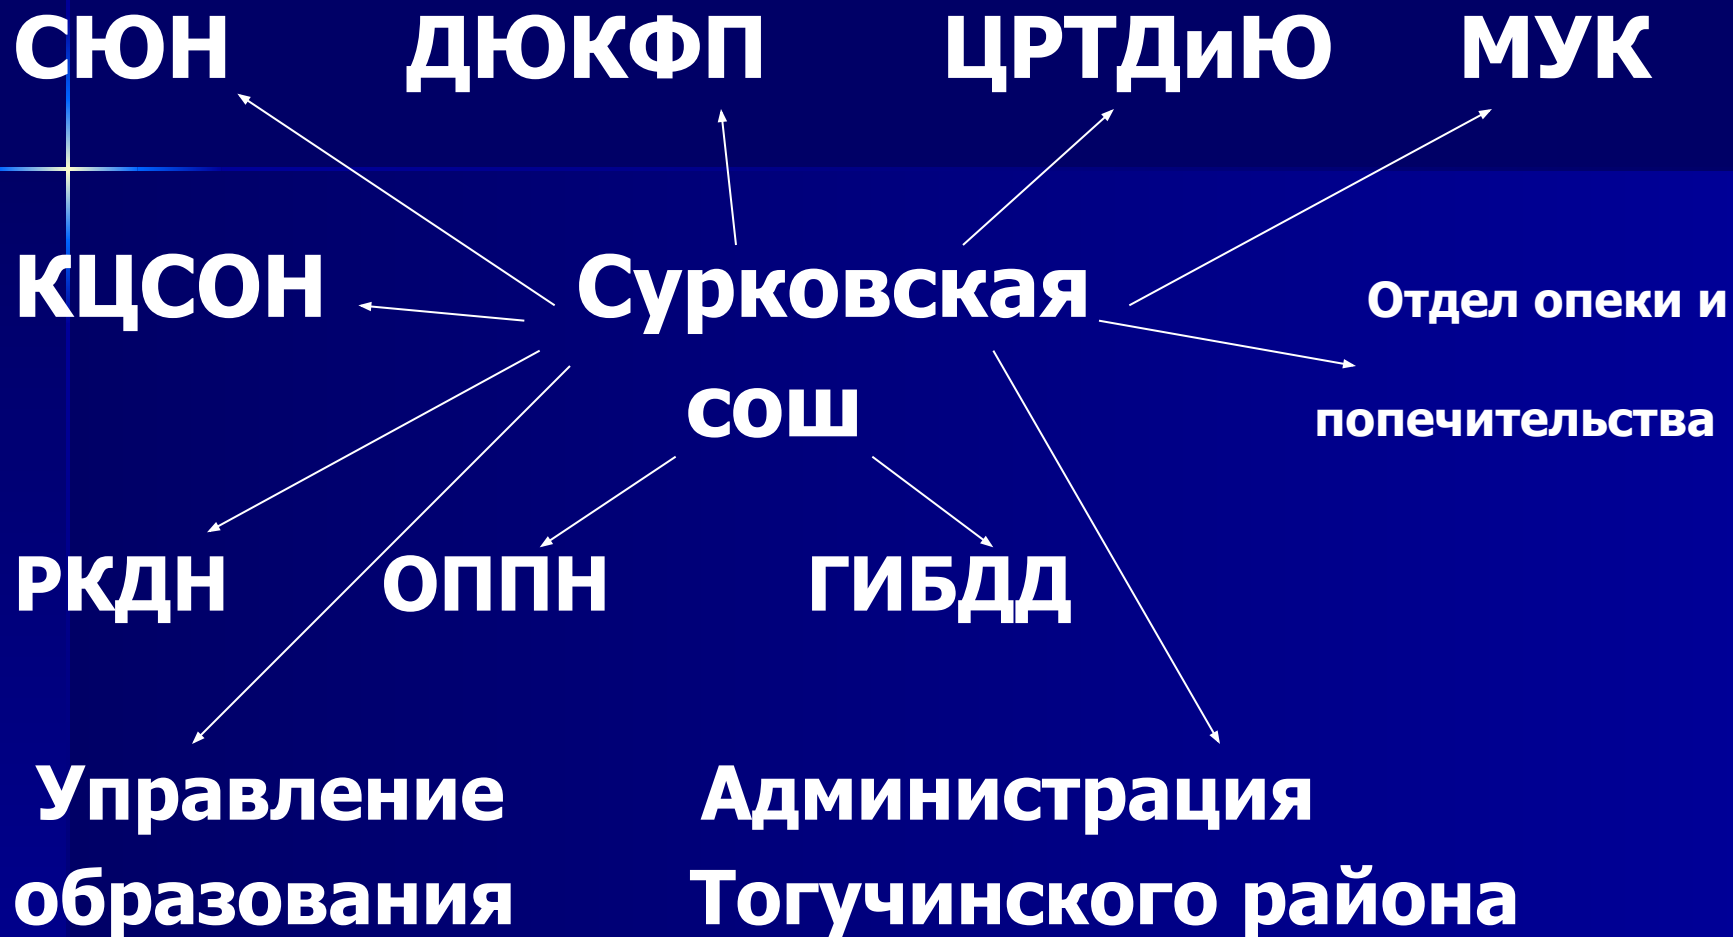 СЮН ДЮКФП ЦРТДиЮ МУК
КЦСОН Сурковская Отдел опеки и
сош попечительства
РКДН ОППН ГИБДД
Управление Администрация
образования Тогучинского района